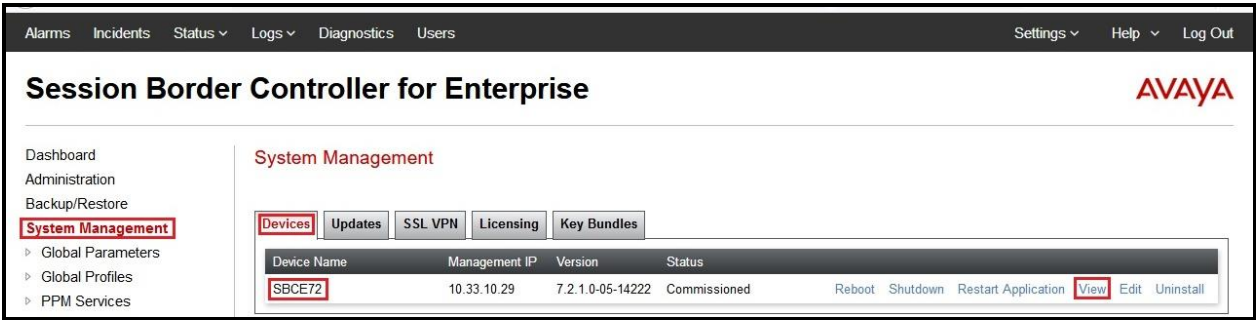 Alarms Incidents Status Logs Diagnostics Users Settings Help Log Out
Session Border Controller for Enterprise
AVAYA
Dashboard
Administration
Backup/Restore
System Management
Global Parameters
Global Profiles
PPM Services
System Management
Devices Updates SSL VPN Licensing Key Bundles
Device Name Management IP Version Status
SBCE72 10.33.10.29 7.2.1.0-05-14222 Commissioned Reboot Shutdown Restart Application View Edit Uninstall